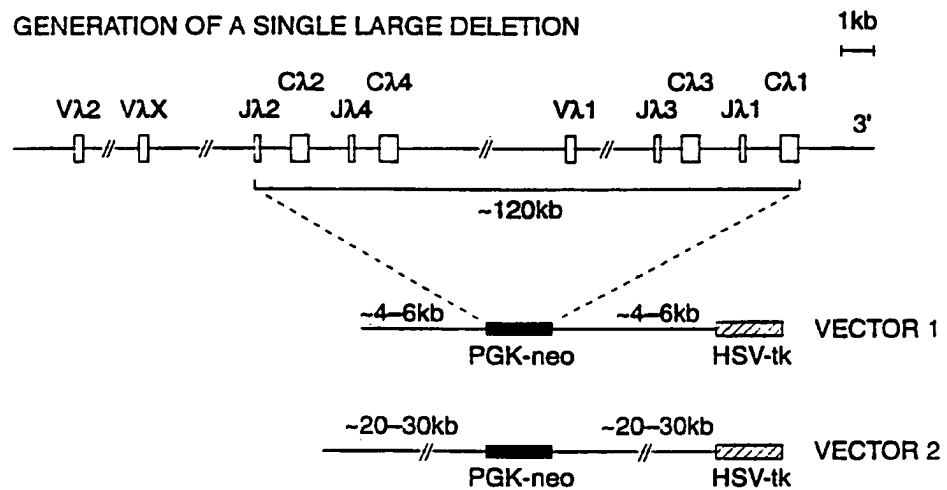 GENERATION OF A SINGLE LARGE DELETION
1kb
Cλ2 Cλ4 Cλ3 Cλ1
Vλ2 VλX Jλ2 Jλ4 Vλ1 Jλ3 Jλ1 3'
~120kb
~4–6kb ~4–6kb VECTOR 1
PGK-neo HSV-tk
~20–30kb ~20–30kb VECTOR 2
PGK-neo HSV-tk